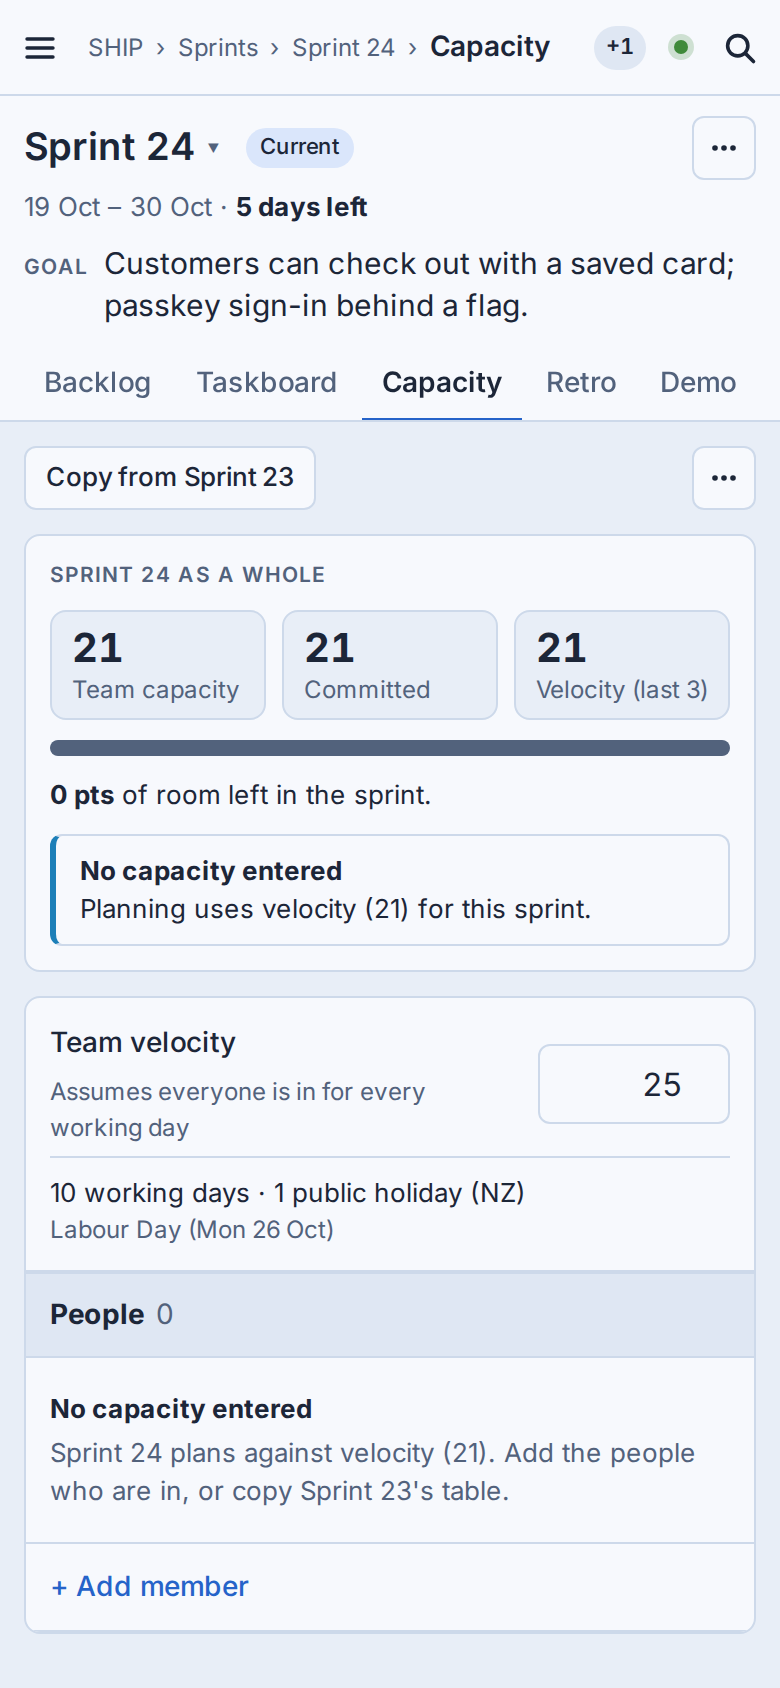 SHIP › Sprints › Sprint 24 › Capacity +1
Sprint 24 ▾ Current
19 Oct – 30 Oct · 5 days left
GOAL Customers can check out with a saved card;
passkey sign-in behind a flag.
Backlog Taskboard Capacity Retro Demo
Copy from Sprint 23
SPRINT 24 AS A WHOLE
21 21 21
Team capacity Committed Velocity (last 3)
0 pts of room left in the sprint.
No capacity entered
Planning uses velocity (21) for this sprint.
Team velocity
25
Assumes everyone is in for every
working day
10 working days · 1 public holiday (NZ)
Labour Day (Mon 26 Oct)
People 0
No capacity entered
Sprint 24 plans against velocity (21). Add the people
who are in, or copy Sprint 23's table.
+ Add member